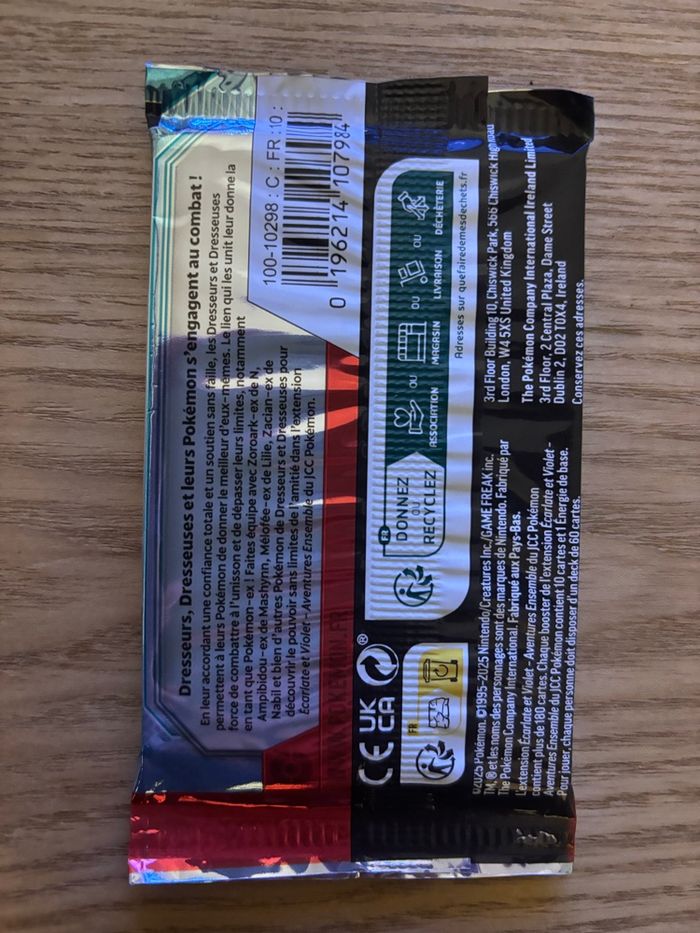 Dresseurs, Dresseuses et leurs Pokémon s'engagent au combat !
En leur accordant une confiance totale et un soutien sans faille, les Dresseurs et Dresseuses
permettent à leurs Pokémon de donner le meilleur d'eux-mêmes. Le lien qui les unit leur donne la
force de combattre à l'unisson et de dépasser leurs limites, notamment
en tant que Pokémon-ex ! Faites équipe avec Zoroark-ex de N,
Ampibidou-ex de Mashynn, Mélofée-ex de Lilie, Zacian-ex de
Nabil et bien d'autres Pokémon de Dresseurs et Dresseuses pour
découvrir le pouvoir sans limites de l'amitié dans l'extension
Écarlate et Violet - Aventures Ensemble du JCC Pokémon.
100-10298 : C : FR :10 :
0 196214 107984
WWW.POKEMON.FR
CE UK CA ®
FR
FR
DONNEZ
OU
RECYCLEZ
ASSOCIATION OU MAGASIN OU LIVRAISON OU DÉCHÈTERIE
Adresses sur quefairedemesdechets.fr
©2025 Pokémon. ©1995-2025 Nintendo/Creatures Inc./GAME FREAK inc.
TM, ® et les noms des personnages sont des marques de Nintendo. Fabriqué par
The Pokémon Company International. Fabriqué aux Pays-Bas.
L'extension Écarlate et Violet - Aventures Ensemble du JCC Pokémon
contient plus de 180 cartes. Chaque booster de l'extension Écarlate et Violet -
Aventures Ensemble du JCC Pokémon contient 10 cartes et 1 Énergie de base.
Pour jouer, chaque personne doit disposer d'un deck de 60 cartes.
3rd Floor Building 10, Chiswick Park, 566 Chiswick High Road
London, W4 5XS United Kingdom
The Pokémon Company International Ireland Limited
3rd Floor, 2 Central Plaza, Dame Street
Dublin 2, D02 T0X4, Ireland
Conservez ces adresses.